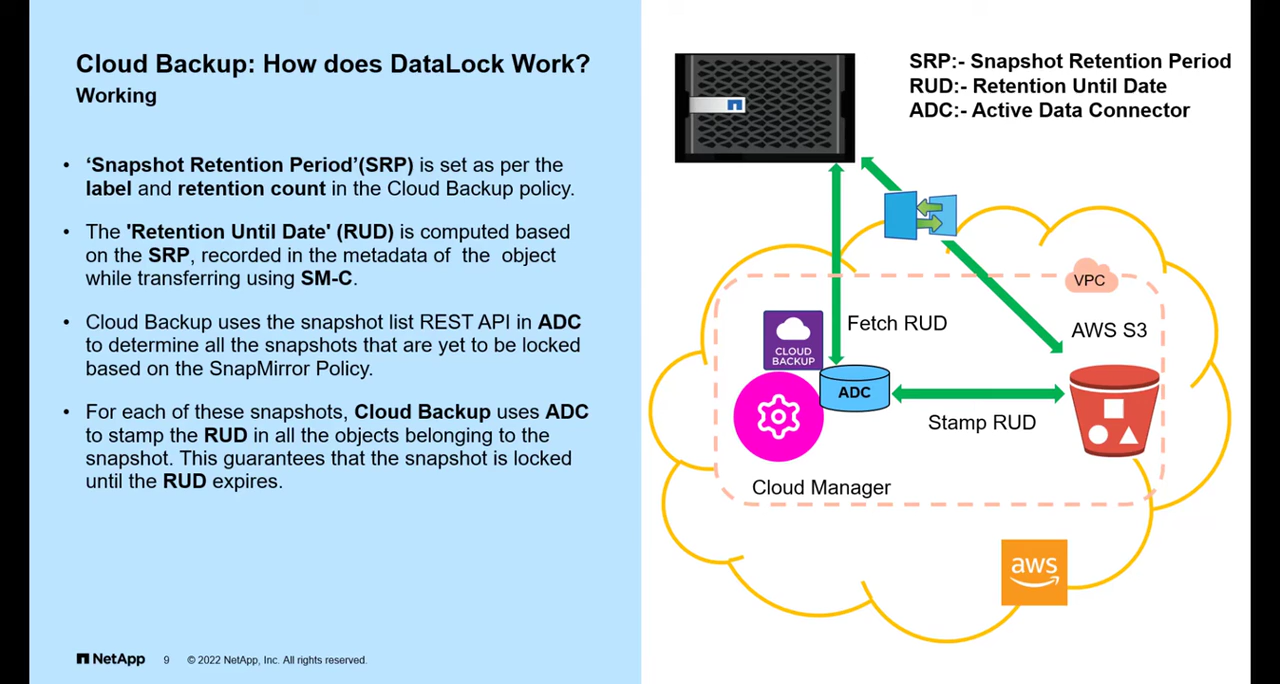 Cloud Backup: How does DataLock Work?
Working
• ‘Snapshot Retention Period’(SRP) is set as per the
label and retention count in the Cloud Backup policy.
• The 'Retention Until Date' (RUD) is computed based
on the SRP, recorded in the metadata of the object
while transferring using SM-C.
• Cloud Backup uses the snapshot list REST API in ADC
to determine all the snapshots that are yet to be locked
based on the SnapMirror Policy.
• For each of these snapshots, Cloud Backup uses ADC
to stamp the RUD in all the objects belonging to the
snapshot. This guarantees that the snapshot is locked
until the RUD expires.
NetApp 9 © 2022 NetApp, Inc. All rights reserved.
SRP:- Snapshot Retention Period
RUD:- Retention Until Date
ADC:- Active Data Connector
VPC
Fetch RUD
AWS S3
CLOUD
BACKUP
ADC
Stamp RUD
Cloud Manager
aws